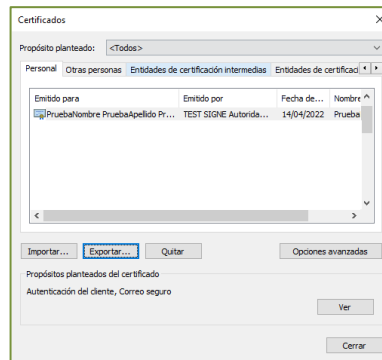 Certificados
Propósito planteado: <Todos>
Personal Otras personas Entidades de certificación intermedias Entidades de certificaci
Emitido para Emitido por Fecha de... Nombre
PruebaNombre PruebaApellido Pr... TEST SIGNE Autorida... 14/04/2022 Prueba
Importar... Exportar... Quitar Opciones avanzadas
Propósitos planteados del certificado
Autenticación del cliente, Correo seguro
Ver
Cerrar